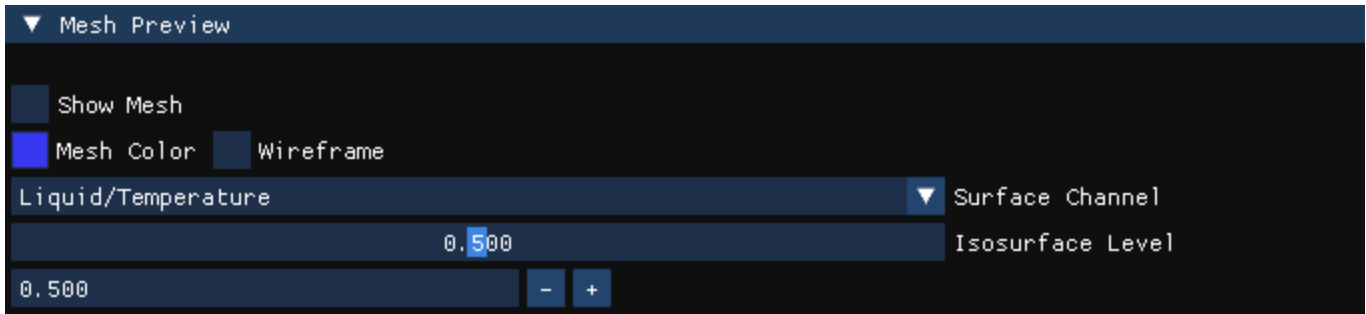 Mesh Preview
Show Mesh
Mesh Color Wireframe
Liquid/Temperature Surface Channel
0.500 Isosurface Level
0.500 - +